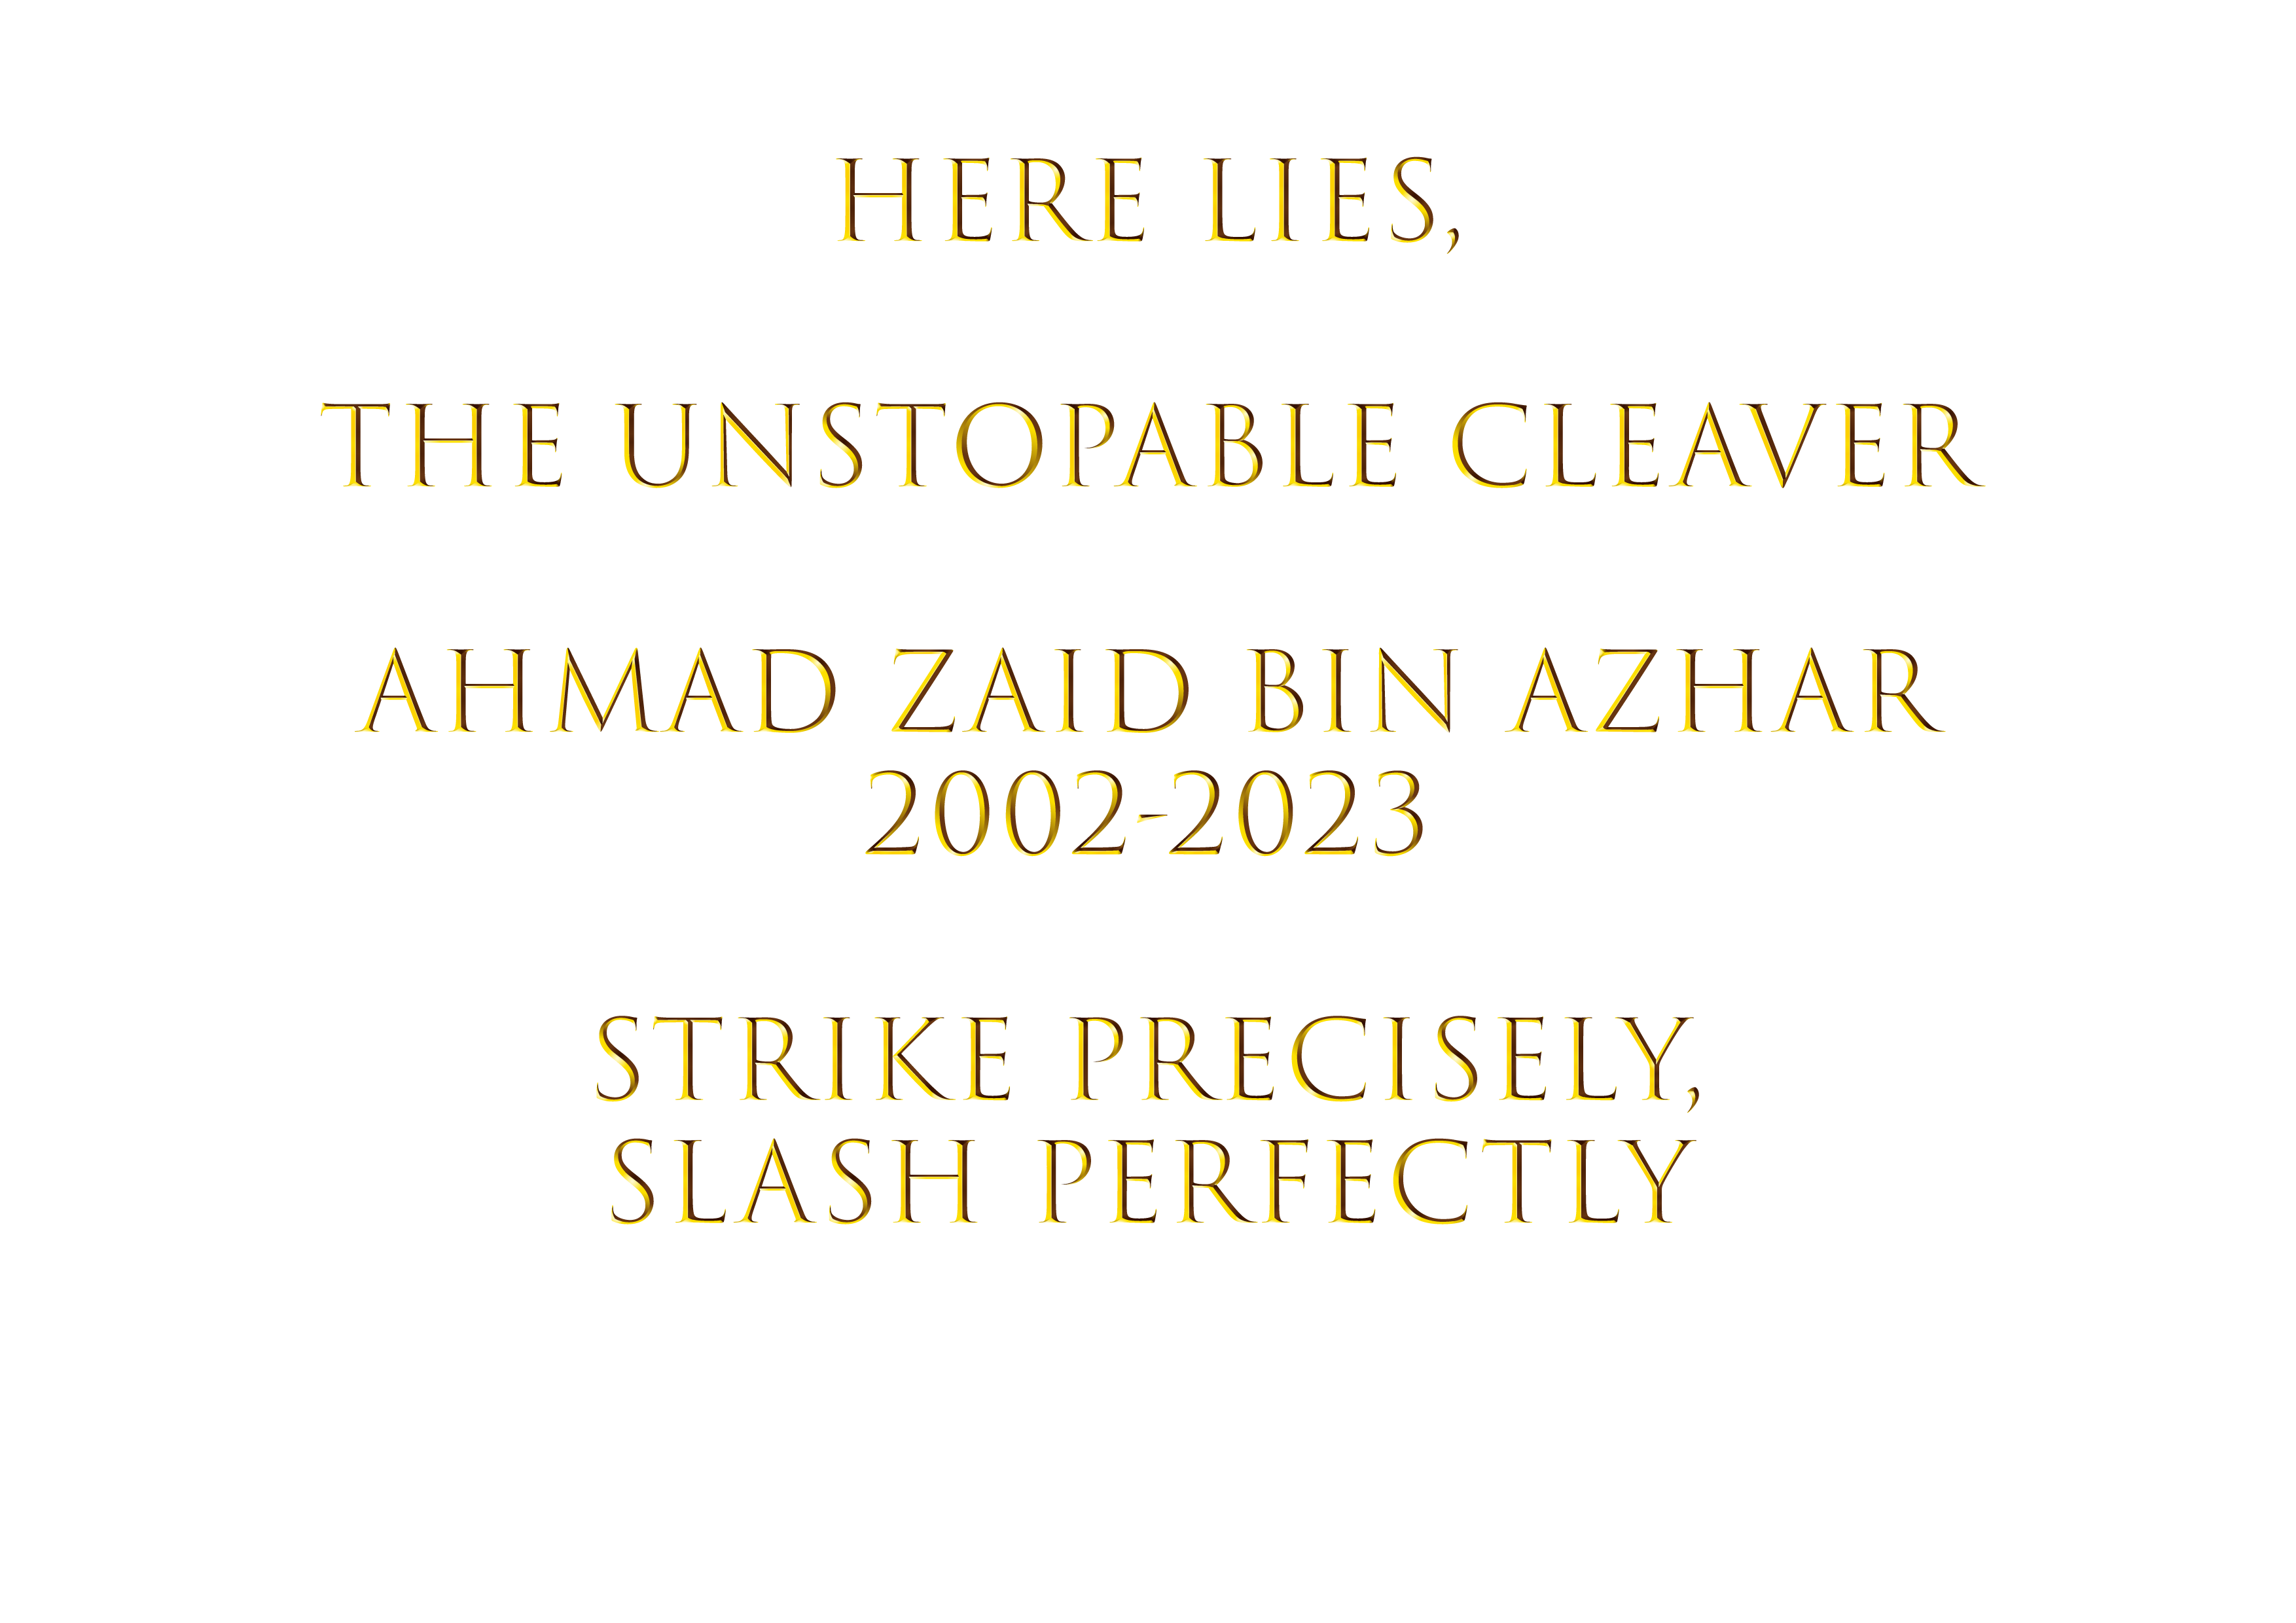 HERE LIES,
THE UNSTOPABLE CLEAVER
AHMAD ZAID BIN AZHAR
2002-2023
STRIKE PRECISELY,
SLASH PERFECTLY